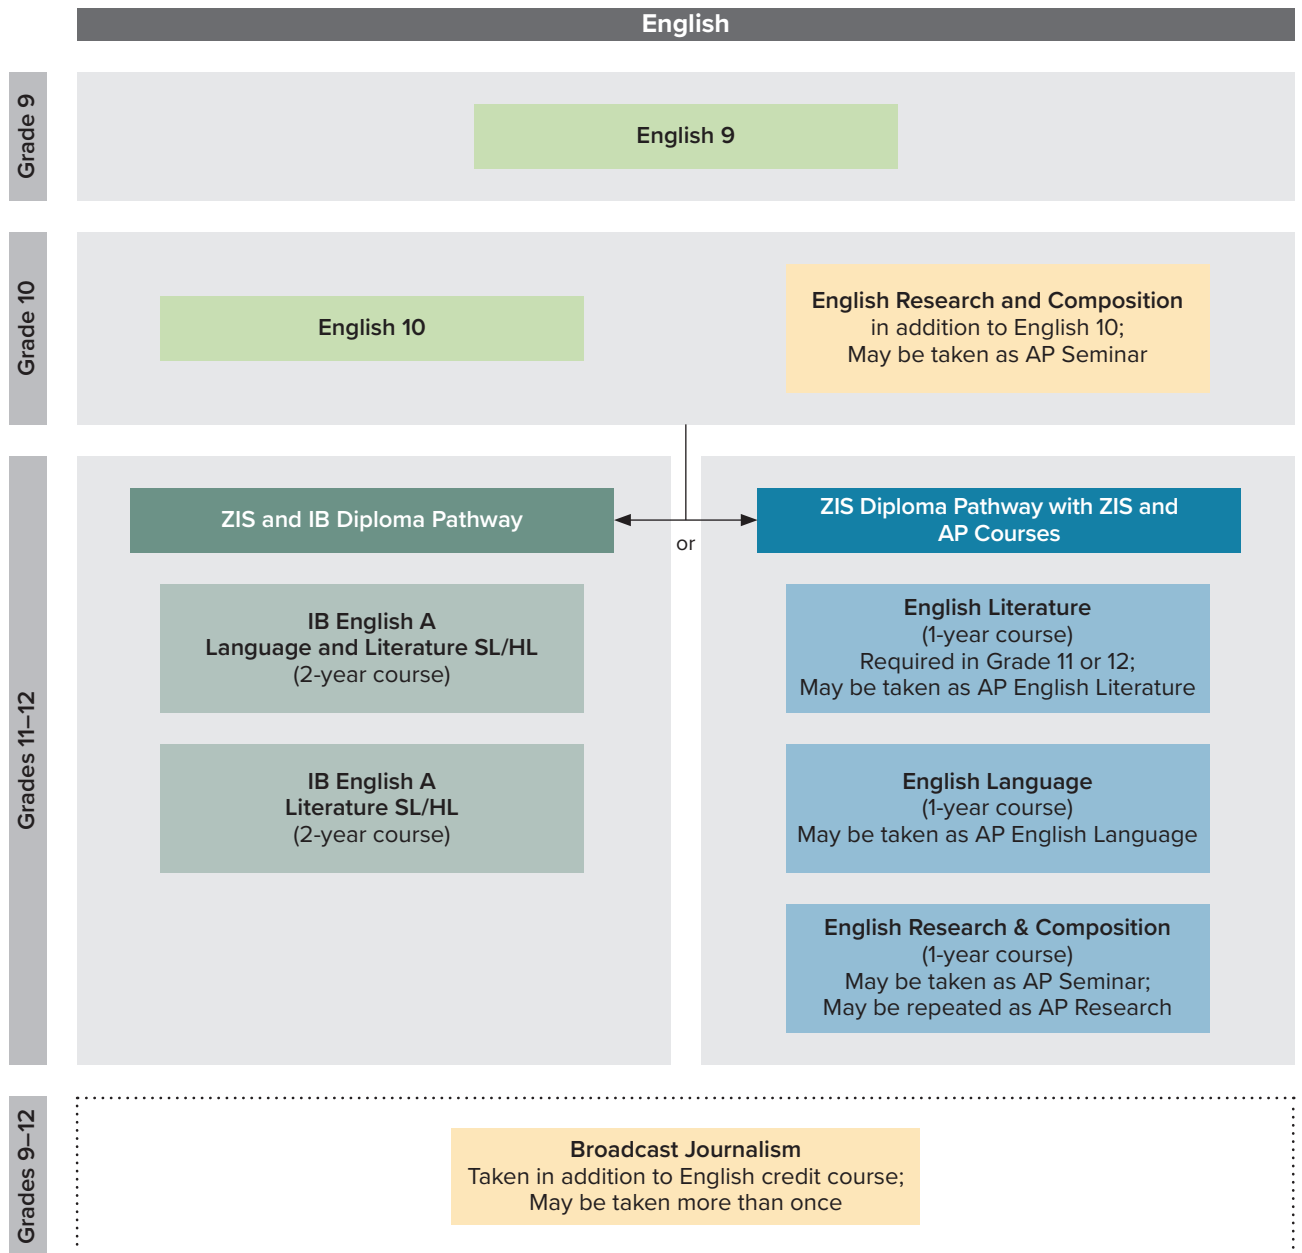 English
Grade 9
English 9
Grade 10
English 10
English Research and Composition
in addition to English 10;
May be taken as AP Seminar
Grades 11–12
ZIS and IB Diploma Pathway
or
ZIS Diploma Pathway with ZIS and
AP Courses
IB English A
Language and Literature SL/HL
(2-year course)
IB English A
Literature SL/HL
(2-year course)
English Literature
(1-year course)
Required in Grade 11 or 12;
May be taken as AP English Literature
English Language
(1-year course)
May be taken as AP English Language
English Research & Composition
(1-year course)
May be taken as AP Seminar;
May be repeated as AP Research
Grades 9–12
Broadcast Journalism
Taken in addition to English credit course;
May be taken more than once